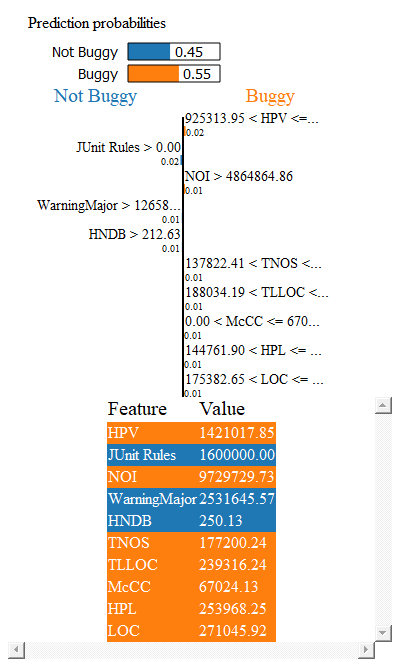 Prediction probabilities
Not Buggy 0.45
Buggy 0.55
Not Buggy Buggy
925313.95 < HPV <=...
0.02
JUnit Rules > 0.00
0.02
NOI > 4864864.86
0.01
WarningMajor > 12658...
0.01
HNDB > 212.63
0.01
137822.41 < TNOS <...
0.01
188034.19 < TLLOC <...
0.01
0.00 < McCC <= 670...
0.01
144761.90 < HPL <= ...
0.01
175382.65 < LOC <= ...
0.01
Feature Value
HPV 1421017.85
JUnit Rules 1600000.00
NOI 9729729.73
WarningMajor 2531645.57
HNDB 250.13
TNOS 177200.24
TLLOC 239316.24
McCC 67024.13
HPL 253968.25
LOC 271045.92